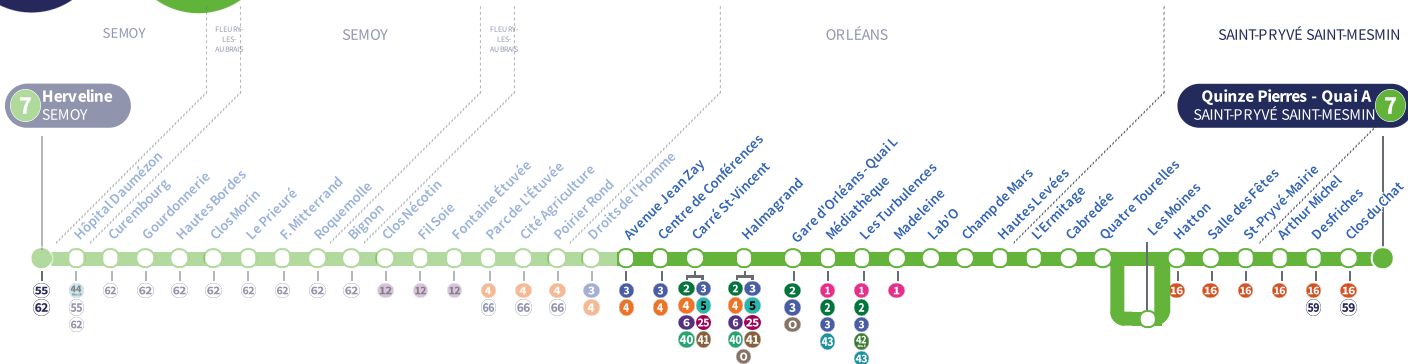 SEMOY
FLEURY-
LES-
AUBRAIS
SEMOY
FLEURY-
LES-
AUBRAIS
ORLÉANS
SAINT-PRYVÉ SAINT-MESMIN
7 Herveline
SEMOY
Quinze Pierres - Quai A 7
SAINT-PRYVÉ SAINT-MESMIN
Hôpital Daumézon
Curembourg
Gourdonnerie
Hautes Bordes
Clos Morin
Le Prieuré
F. Mitterrand
Roquemolle
Bignon
Clos Nécotin
Fil Soie
Fontaine Étuvée
Parc de L'Étuvée
Cité Agriculture
Poirier Rond
Droits de l'Homme
Avenue Jean Zay
Centre de Conférences
Carré St-Vincent
Halmagrand
Gare d'Orléans - Quai L
Médiathèque
Les Turbulences
Madeleine
Lab'O
Champ de Mars
Hautes Levées
L'Ermitage
Cabredée
Quatre Tourelles
Les Moines
Hatton
Salle des Fêtes
St-Pryvé-Mairie
Arthur Michel
Desfriches
Clos du Chat
55 44 62 62 62 62 62 62 62 62 12 12 12 4 4 4 3 3 3 2 3 2 3 2 1 1 1 16 16 16 16 16 16
62 55 66 66 66 4 4 4 4 5 4 5 3 2 2 59 59
62 6 25 6 25 O 3 3
40 41 40 41 43 42
O 43